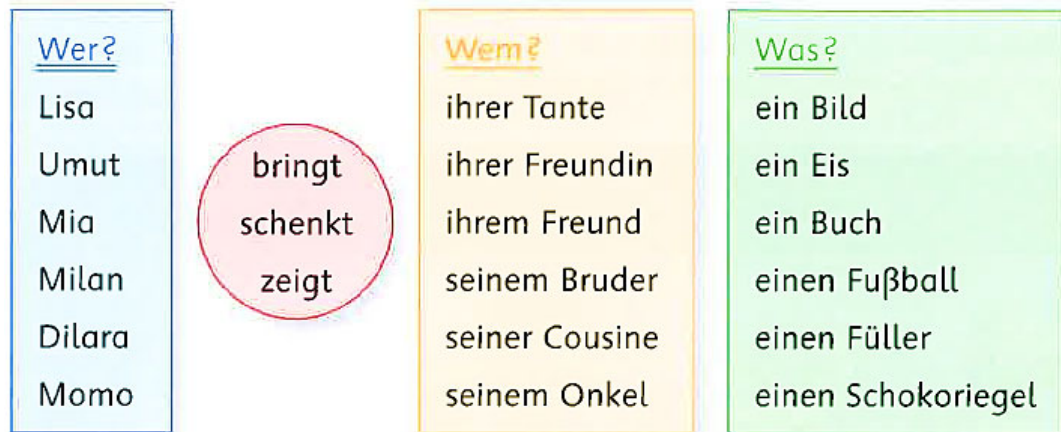 Wer?
Lisa
Umut
Mia
Milan
Dilara
Momo
bringt
schenkt
zeigt
Wem?
ihrer Tante
ihrer Freundin
ihrem Freund
seinem Bruder
seiner Cousine
seinem Onkel
Was?
ein Bild
ein Eis
ein Buch
einen Fußball
einen Füller
einen Schokoriegel